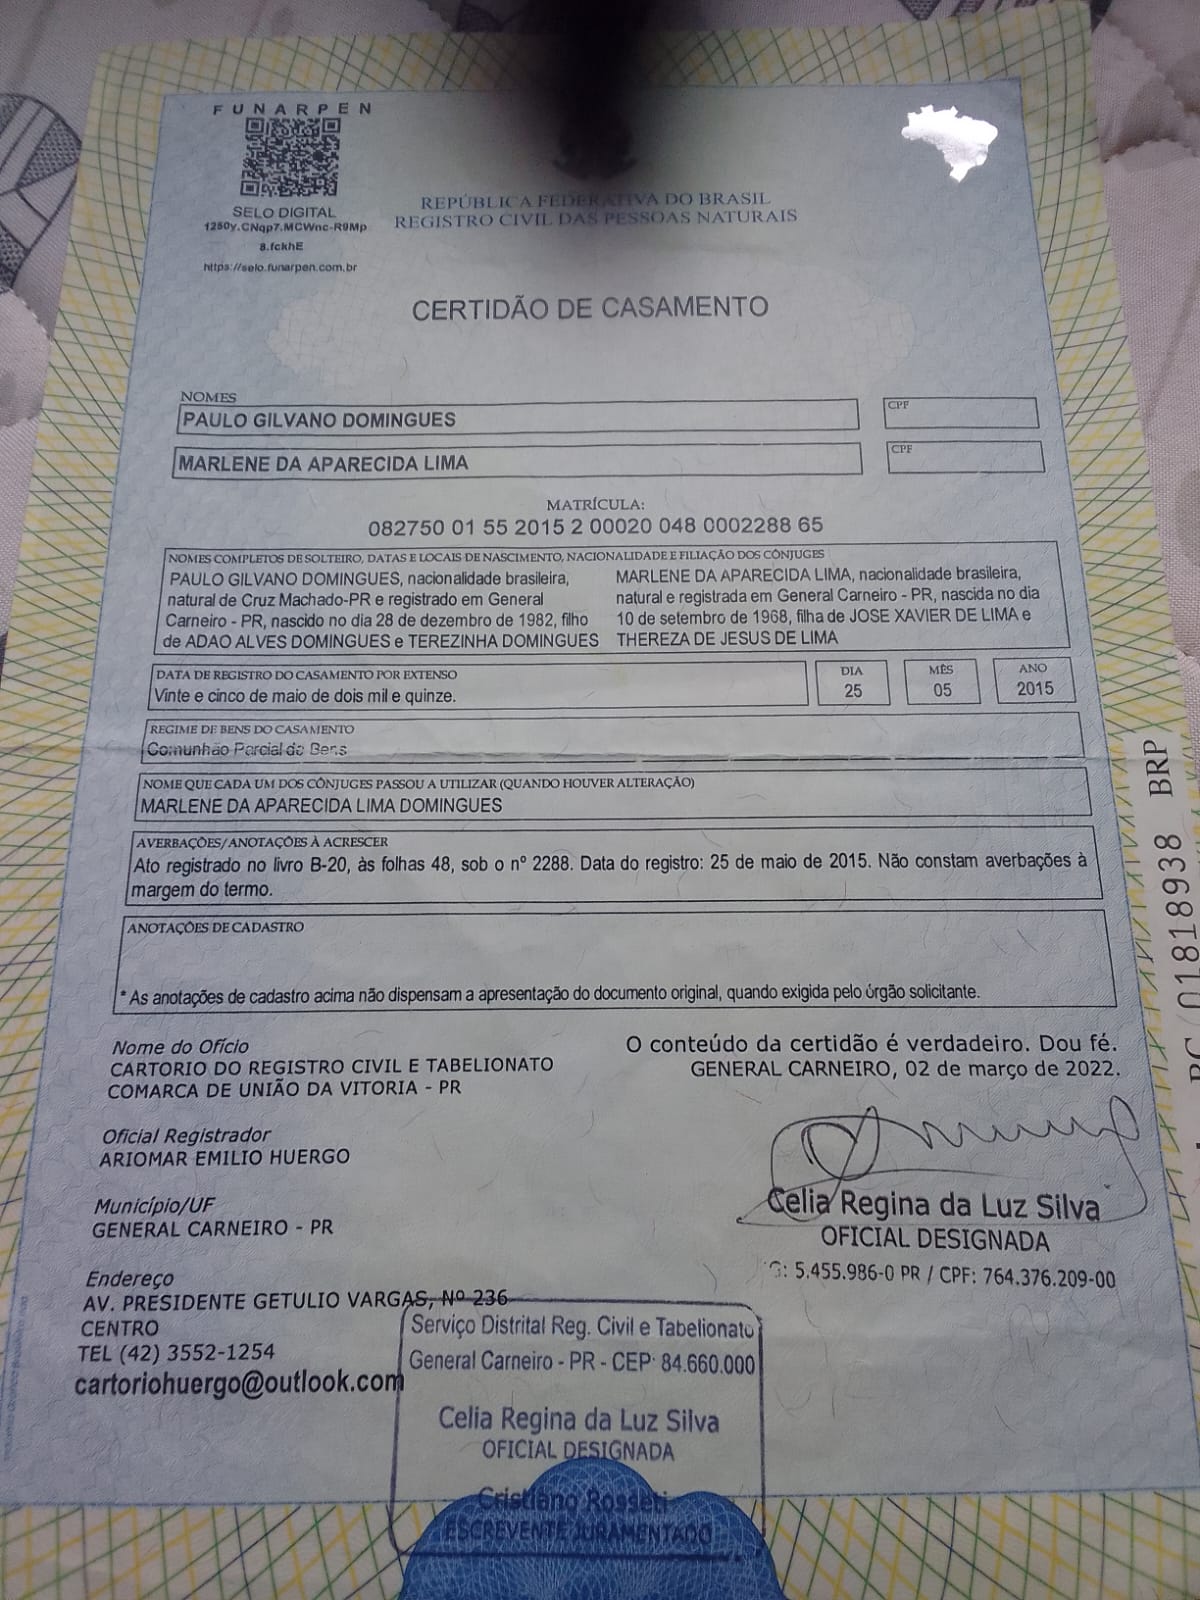 FUNARPEN
SELO DIGITAL
1250y.CNqp7.MCWnc-R9Mp
8.fckhE
https://selo.funarpen.com.br
REPÚBLICA FEDERATIVA DO BRASIL
REGISTRO CIVIL DAS PESSOAS NATURAIS
CERTIDÃO DE CASAMENTO
NOMES
PAULO GILVANO DOMINGUES
CPF
MARLENE DA APARECIDA LIMA
CPF
MATRÍCULA:
082750 01 55 2015 2 00020 048 0002288 65
NOMES COMPLETOS DE SOLTEIRO, DATAS E LOCAIS DE NASCIMENTO, NACIONALIDADE E FILIAÇÃO DOS CÔNJUGES
PAULO GILVANO DOMINGUES, nacionalidade brasileira,
natural de Cruz Machado-PR e registrado em General
Carneiro - PR, nascido no dia 28 de dezembro de 1982, filho
de ADAO ALVES DOMINGUES e TEREZINHA DOMINGUES
MARLENE DA APARECIDA LIMA, nacionalidade brasileira,
natural e registrada em General Carneiro - PR, nascida no dia
10 de setembro de 1968, filha de JOSE XAVIER DE LIMA e
THEREZA DE JESUS DE LIMA
DATA DE REGISTRO DO CASAMENTO POR EXTENSO
Vinte e cinco de maio de dois mil e quinze.
DIA
25
MÊS
05
ANO
2015
REGIME DE BENS DO CASAMENTO
Comunhão Parcial de Bens
NOME QUE CADA UM DOS CÔNJUGES PASSOU A UTILIZAR (QUANDO HOUVER ALTERAÇÃO)
MARLENE DA APARECIDA LIMA DOMINGUES
AVERBAÇÕES/ANOTAÇÕES À ACRESCER
Ato registrado no livro B-20, às folhas 48, sob o nº 2288. Data do registro: 25 de maio de 2015. Não constam averbações à
margem do termo.
ANOTAÇÕES DE CADASTRO
* As anotações de cadastro acima não dispensam a apresentação do documento original, quando exigida pelo órgão solicitante.
Nome do Ofício
CARTORIO DO REGISTRO CIVIL E TABELIONATO
COMARCA DE UNIÃO DA VITORIA - PR
Oficial Registrador
ARIOMAR EMILIO HUERGO
Município/UF
GENERAL CARNEIRO - PR
Endereço
AV. PRESIDENTE GETULIO VARGAS, Nº 236
CENTRO
TEL (42) 3552-1254
cartoriohuergo@outlook.com
O conteúdo da certidão é verdadeiro. Dou fé.
GENERAL CARNEIRO, 02 de março de 2022.
Celia Regina da Luz Silva
OFICIAL DESIGNADA
G: 5.455.986-0 PR / CPF: 764.376.209-00
Serviço Distrital Reg. Civil e Tabelionato
General Carneiro - PR - CEP: 84.660.000
Celia Regina da Luz Silva
OFICIAL DESIGNADA
Cristiano Rosseti
ESCREVENTE JURAMENTADO
BRP
01818938